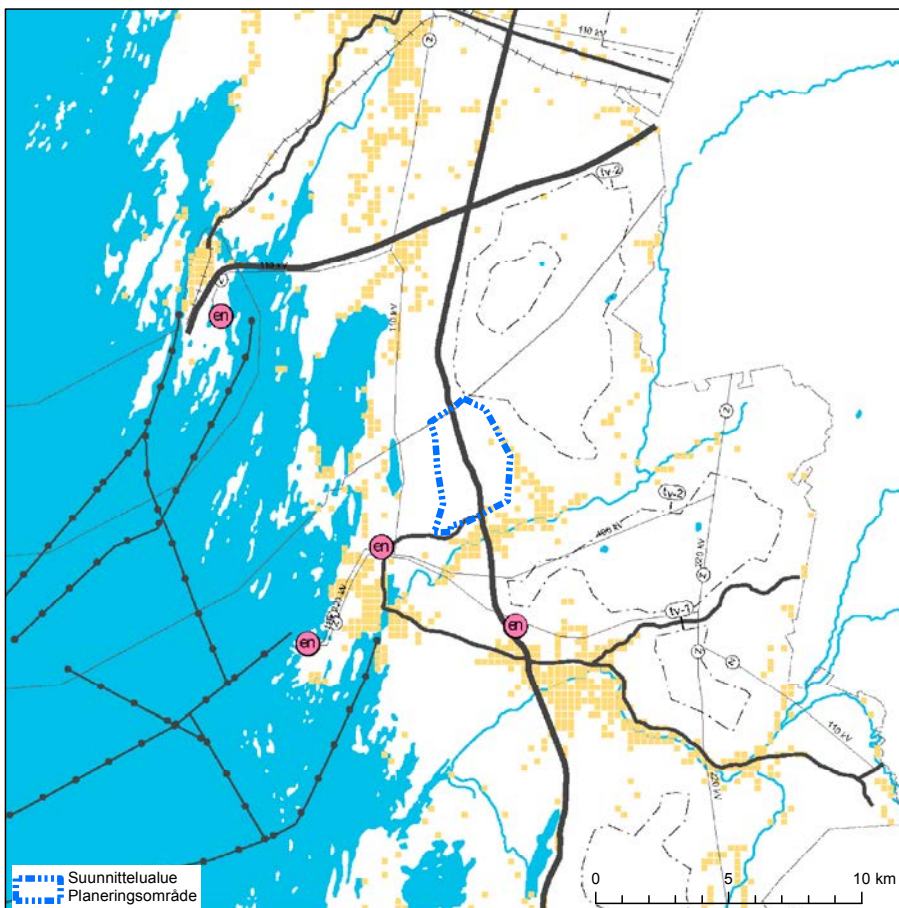 110 kV
Z
tv-2
110 kV
Z
en
110 kV
Z
tv-2
400 kV
en
220 kV
Z
tv-1
en
en
Z
Z
Z
110 kV
220 kV
Suunnittelualue
Planeringsområde
0 5 10 km